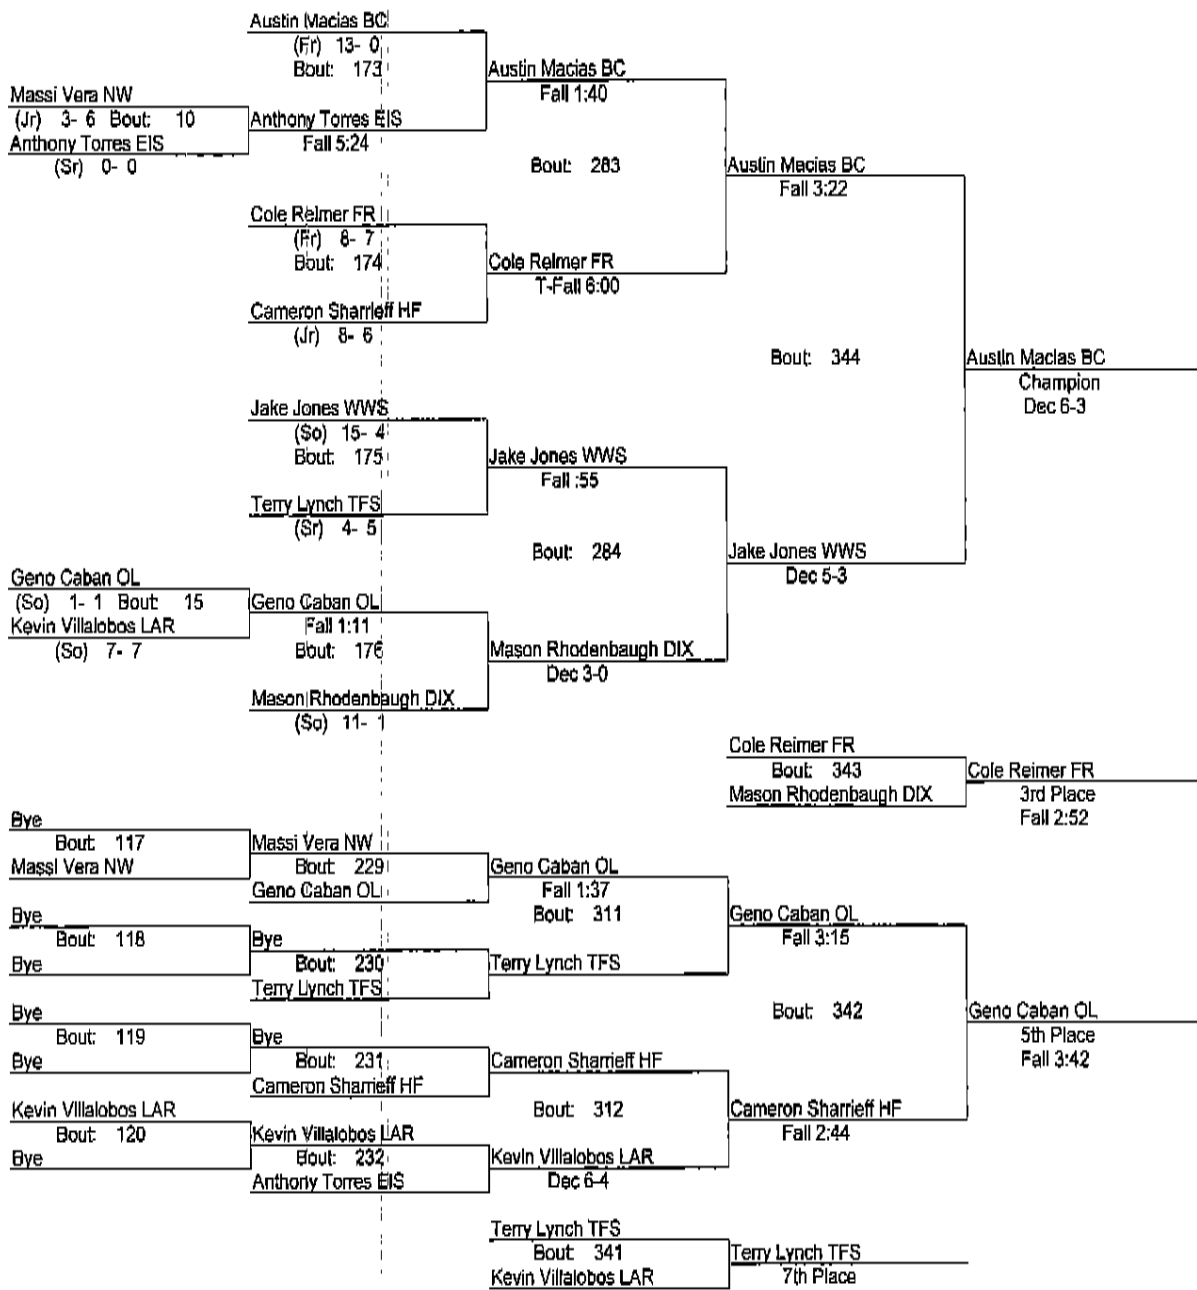 Austin Macias BC
(Fr) 13- 0
Bout: 173
Austin Macias BC
Fall 1:40
Massi Vera NW
(Jr) 3- 6 Bout: 10
Anthony Torres EIS
(Sr) 0- 0
Anthony Torres EIS
Fall 5:24
Bout: 283
Austin Macias BC
Fall 3:22
Cole Reimer FR
(Fr) 8- 7
Bout: 174
Cole Reimer FR
T-Fall 6:00
Cameron Sharrieff HF
(Jr) 8- 6
Bout: 344
Austin Macias BC
Champion
Dec 6-3
Jake Jones WWS
(So) 15- 4
Bout: 175
Jake Jones WWS
Fall :55
Terry Lynch TFS
(Sr) 4- 5
Bout: 284
Jake Jones WWS
Dec 5-3
Geno Caban OL
(So) 1- 1 Bout: 15
Kevin Villalobos LAR
(So) 7- 7
Geno Caban OL
Fall 1:11
Bout: 176
Mason Rhodenbaugh DIX
Dec 3-0
Mason Rhodenbaugh DIX
(So) 11- 1
Cole Reimer FR
Bout: 343
Mason Rhodenbaugh DIX
Cole Reimer FR
3rd Place
Fall 2:52
Bye
Bout: 117
Massi Vera NW
Massi Vera NW
Bout: 229
Geno Caban OL
Geno Caban OL
Fall 1:37
Bout: 311
Geno Caban OL
Fall 3:15
Bye
Bout: 118
Bye
Bye
Bout: 230
Terry Lynch TFS
Terry Lynch TFS
Bout: 342
Geno Caban OL
5th Place
Fall 3:42
Bye
Bout: 119
Bye
Bye
Bout: 231
Cameron Sharrieff HF
Cameron Sharrieff HF
Bout: 312
Cameron Sharrieff HF
Fall 2:44
Kevin Villalobos LAR
Bout: 120
Bye
Kevin Villalobos LAR
Bout: 232
Anthony Torres EIS
Kevin Villalobos LAR
Dec 6-4
Terry Lynch TFS
Bout: 341
Kevin Villalobos LAR
Terry Lynch TFS
7th Place